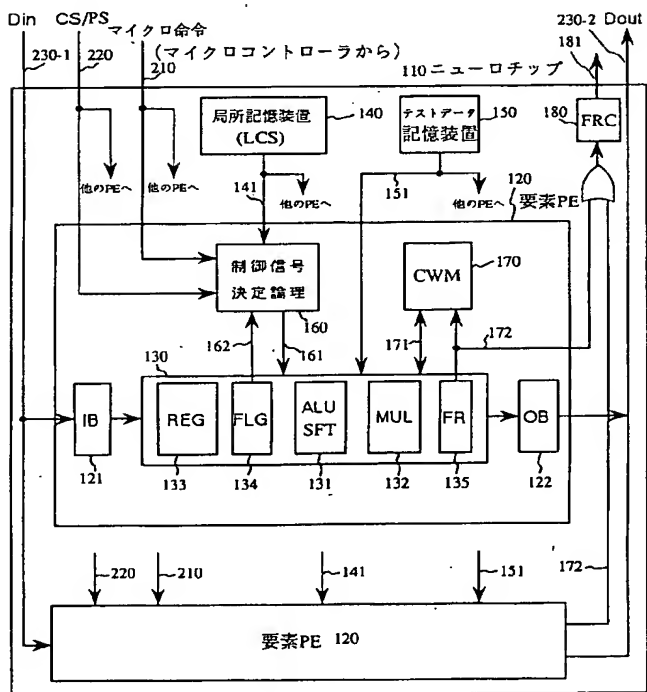 Din
CS/PS
マイクロ命令
(マイクロコントローラから)
230-2
Dout
230-1
220
210
181
110 ニューロチップ
局所記憶装置
(LCS)
140
テストデータ
記憶装置
150
180
FRC
他のPEへ
他のPEへ
141
他のPEへ
151
他のPEへ
120
要素PE
制御信号
決定論理
160
CWM
170
162
161
171
172
130
IB
121
REG
133
FLG
134
ALU
SFT
131
MUL
132
FR
135
OB
122
220
210
141
151
172
要素PE 120